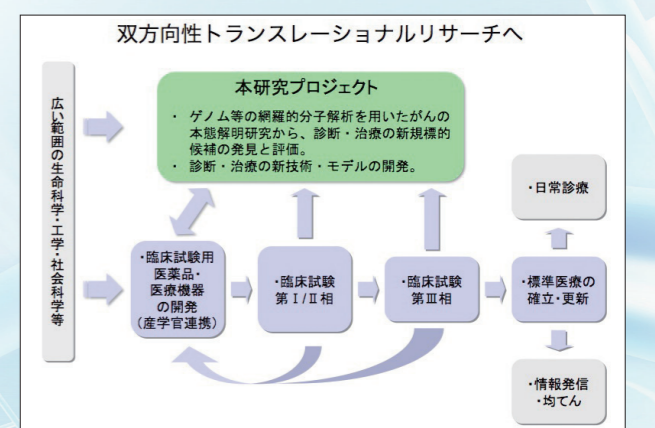 双方向性トランスレーショナルリサーチへ
広い範囲の生命科学・工学・社会科学等
本研究プロジェクト
・ ゲノム等の網羅的分子解析を用いたがんの
本態解明研究から、診断・治療の新規標的
候補の発見と評価。
・ 診断・治療の新技術・モデルの開発。
・日常診療
・臨床試験用
医薬品・
医療機器
の開発
(産学官連携)
・臨床試験
第Ⅰ/Ⅱ相
・臨床試験
第Ⅲ相
・標準医療の
確立・更新
・情報発信
・均てん